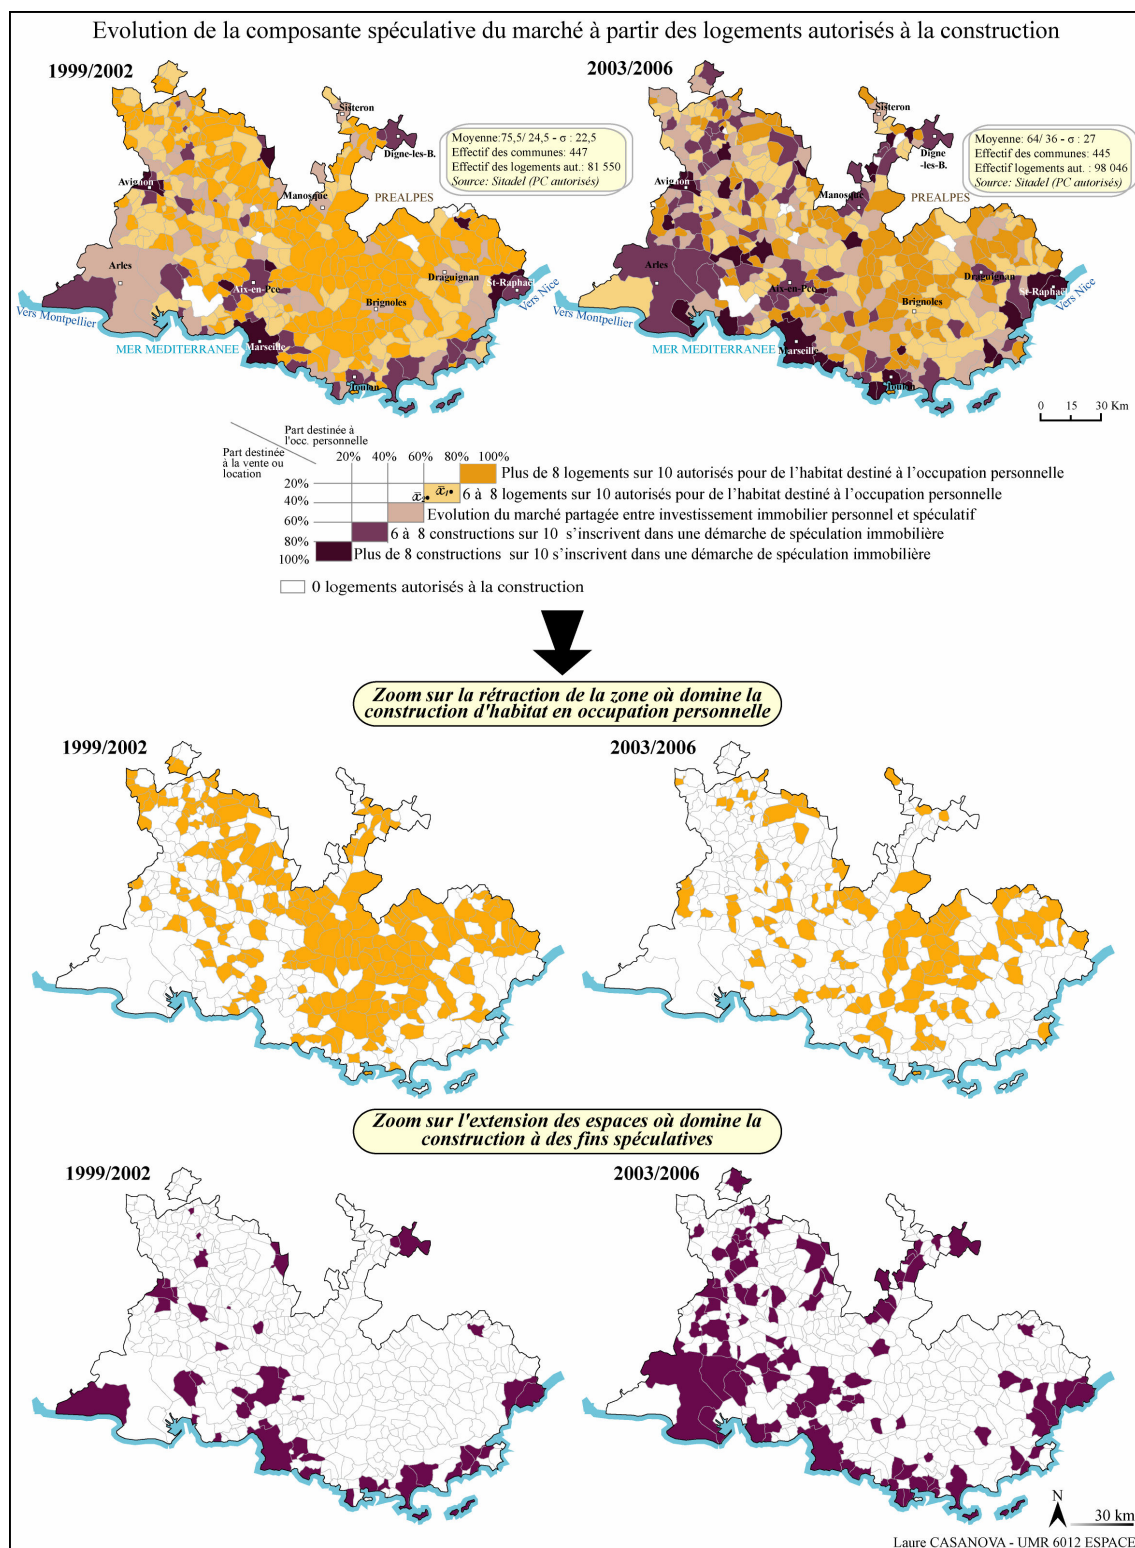 Evolution de la composante spéculative du marché à partir des logements autorisés à la construction
1999/2002
Sisteron
Digne-les-B.
Moyenne:75,5/ 24,5 - σ : 22,5
Effectif des communes: 447
Effectif des logements aut.: 81 550
Source: Sitadel (PC autorisés)
Avignon
Manosque
PREALPES
Arles
Aix-en-Pce
Draguignan
St-Raphaël
Brignoles
Vers Nice
Vers Montpellier
MER MEDITERRANEE
Marseille
Toulon
2003/2006
Sisteron
Digne
-les-B.
Moyenne: 64/ 36 - σ : 27
Effectif des communes: 445
Effectif logements aut. : 98 046
Source: Sitadel (PC autorisés)
Avignon
Manosque
PREALPES
Arles
Aix-en-Pce
Draguignan
St-Raphaël
Brignoles
Vers Nice
Vers Montpellier
MER MEDITERRANEE
Marseill
Toulon
0 15 30 Km
Part destinée à
l'occ. personnelle
Part destinée
à la vente ou
location
20% 40% 60% 80% 100%
20% Plus de 8 logements sur 10 autorisés pour de l'habitat destiné à l'occupation personnelle
40% x̄2 x̄1 6 à 8 logements sur 10 autorisés pour de l'habitat destiné à l'occupation personnelle
60% Evolution du marché partagée entre investissement immobilier personnel et spéculatif
80% 6 à 8 constructions sur 10 s'inscrivent dans une démarche de spéculation immobilière
100% Plus de 8 constructions sur 10 s'inscrivent dans une démarche de spéculation immobilière
0 logements autorisés à la construction
Zoom sur la rétraction de la zone où domine la
construction d'habitat en occupation personnelle
1999/2002
2003/2006
Zoom sur l'extension des espaces où domine la
construction à des fins spéculatives
1999/2002
2003/2006
N
30 km
Laure CASANOVA - UMR 6012 ESPACE